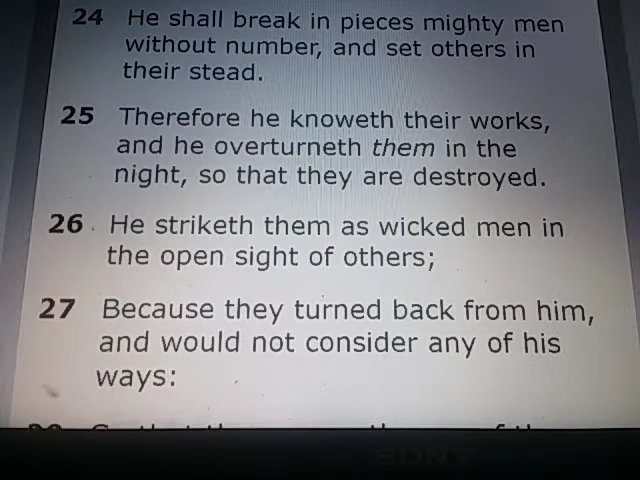 24 He shall break in pieces mighty men
without number, and set others in
their stead.
25 Therefore he knoweth their works,
and he overturneth them in the
night, so that they are destroyed.
26 He striketh them as wicked men in
the open sight of others;
27 Because they turned back from him,
and would not consider any of his
ways:
SONY